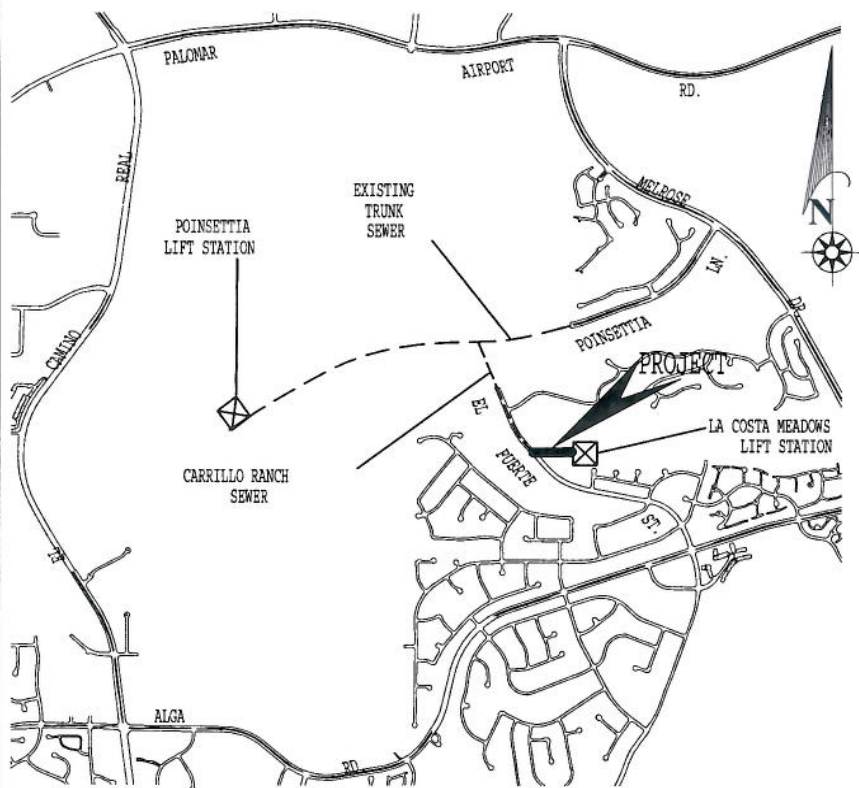 PALOMAR
AIRPORT
RD.
REAL
EXISTING
TRUNK
SEWER
MELROSE
POINSETTIA
LIFT STATION
N
LN.
DR.
POINSETTIA
CAMINO
PROJECT
EL
LA COSTA MEADOWS
LIFT STATION
FUERTE
CARRILLO RANCH
SEWER
ST.
EL
ALGA
RD.